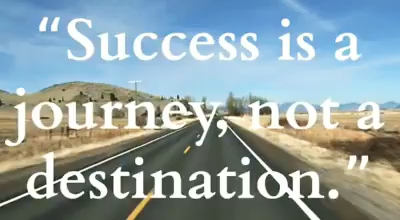 “Success is a
journey, not a
destination.”